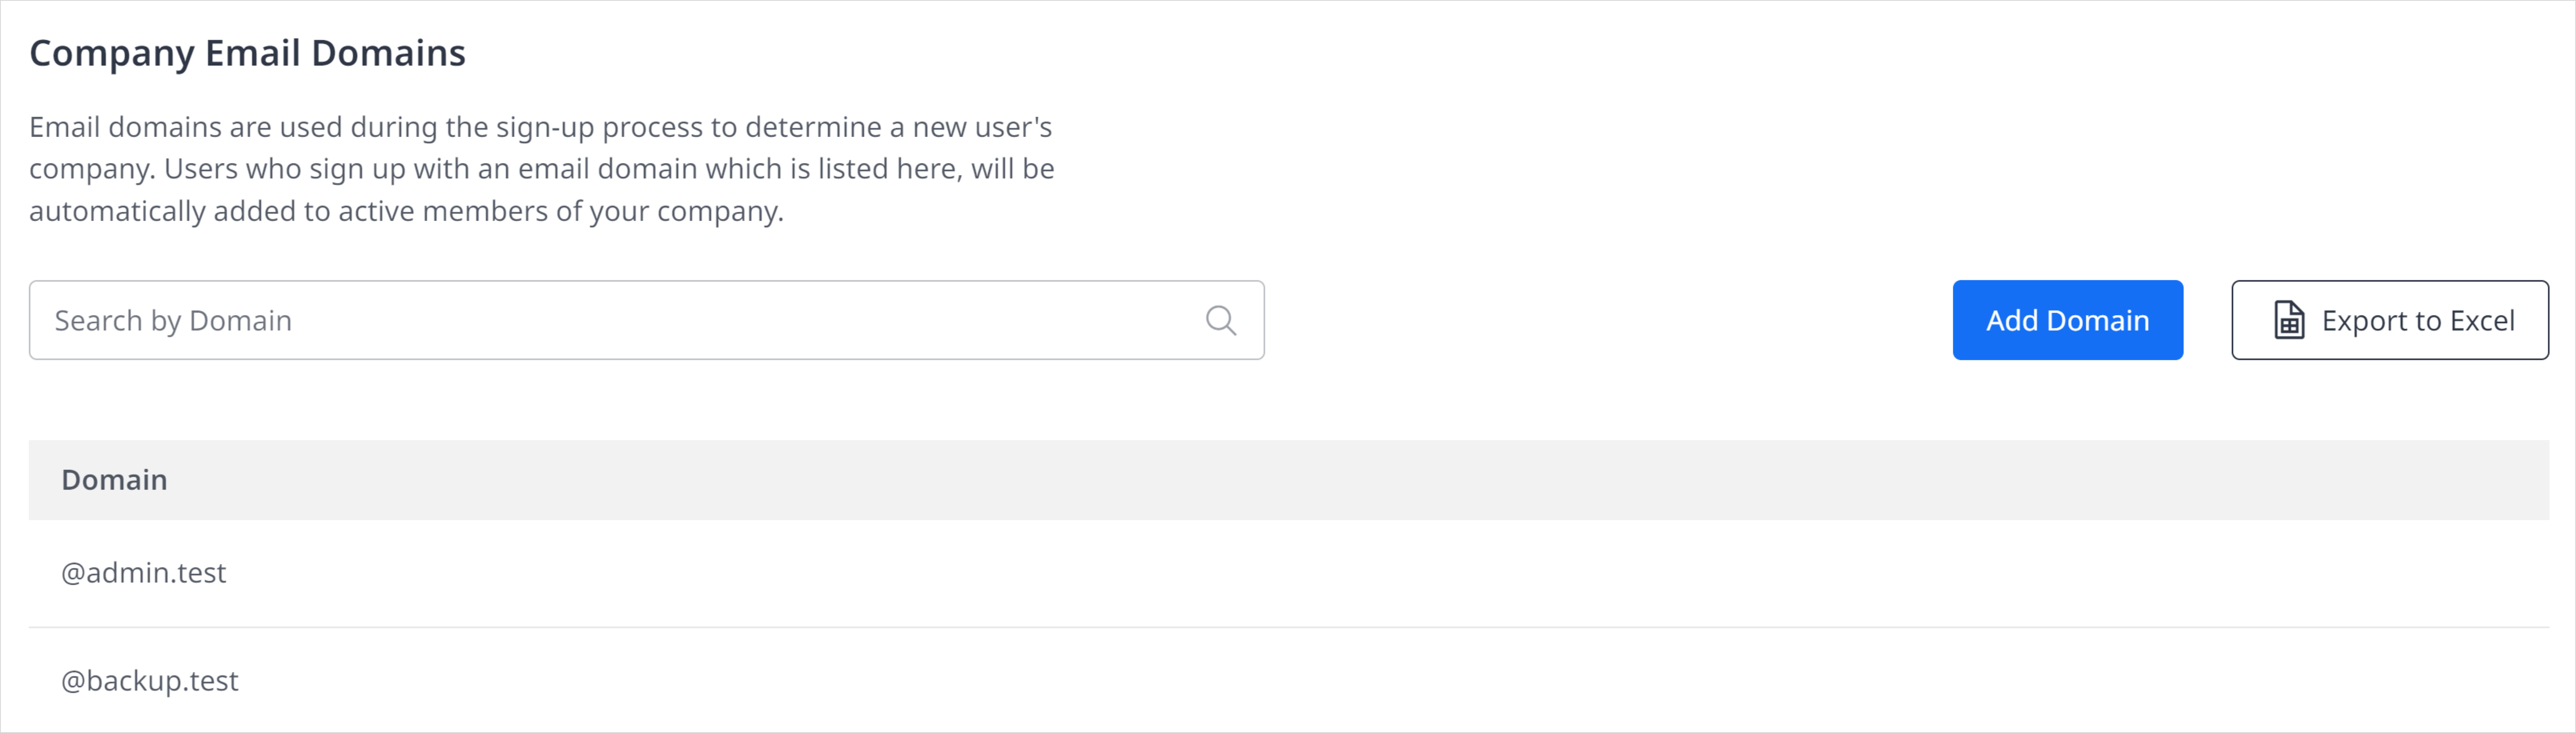 Company Email Domains
Email domains are used during the sign-up process to determine a new user's
company. Users who sign up with an email domain which is listed here, will be
automatically added to active members of your company.
Search by Domain
Add Domain
Export to Excel
Domain
@admin.test
@backup.test